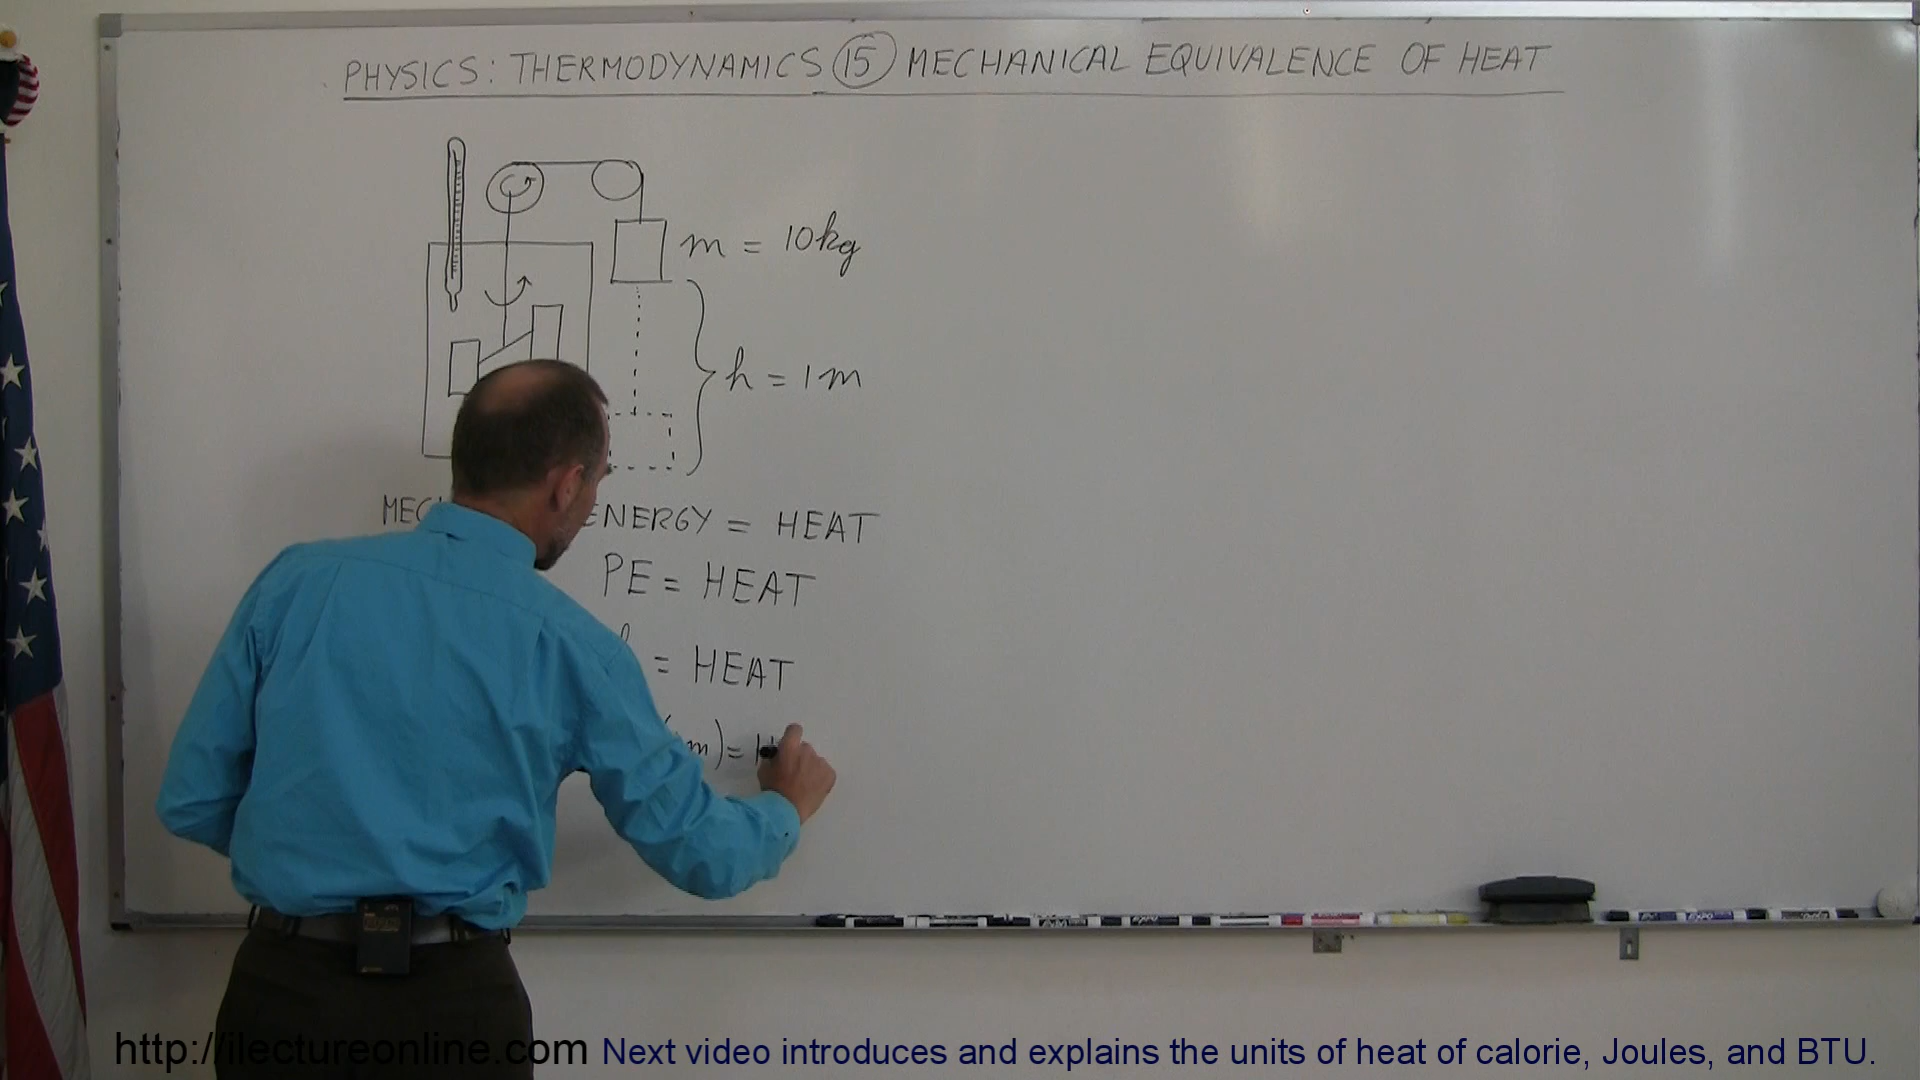 PHYSICS: THERMODYNAMICS 15 MECHANICAL EQUIVALENCE OF HEAT
m = 10kg
h = 1m
ENERGY = HEAT
PE = HEAT
= HEAT
m) = H
http://ilectureonline.com Next video introduces and explains the units of heat of calorie, Joules, and BTU.